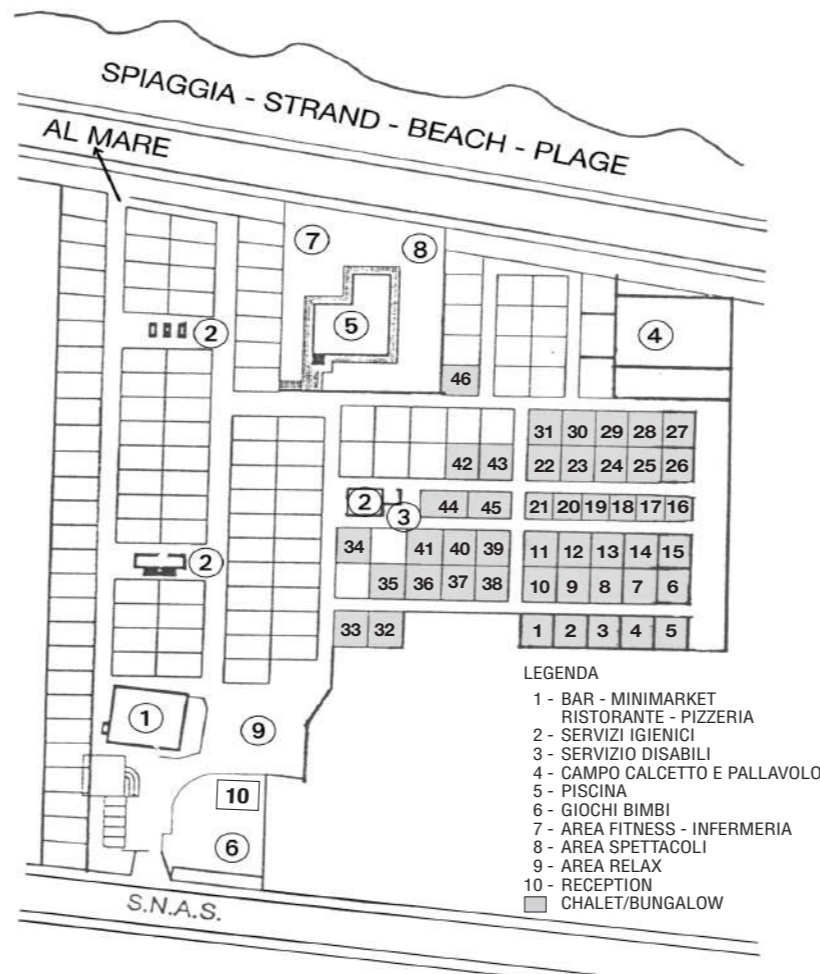 SPIAGGIA - STRAND - BEACH - PLAGE
AL MARE
7
8
2
5
4
46
31 30 29 28 27
42 43
22 23 24 25 26
2
3
44 45
21 20 19 18 17 16
34
41 40 39
11 12 13 14 15
2
35 36 37 38
10 9 8 7 6
33 32
1 2 3 4 5
1
9
10
6
S.N.A.S.
LEGENDA
1 - BAR - MINIMARKET
RISTORANTE - PIZZERIA
2 - SERVIZI IGIENICI
3 - SERVIZIO DISABILI
4 - CAMPO CALCETTO E PALLAVOLO
5 - PISCINA
6 - GIOCHI BIMBI
7 - AREA FITNESS - INFERMERIA
8 - AREA SPETTACOLI
9 - AREA RELAX
10 - RECEPTION
CHALET/BUNGALOW